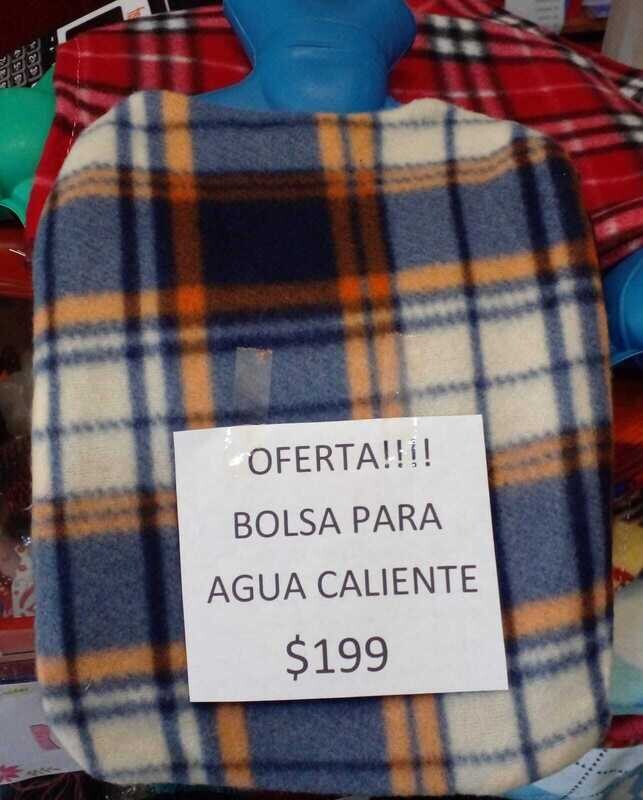 OFERTA!!!!
BOLSA PARA
AGUA CALIENTE
$199